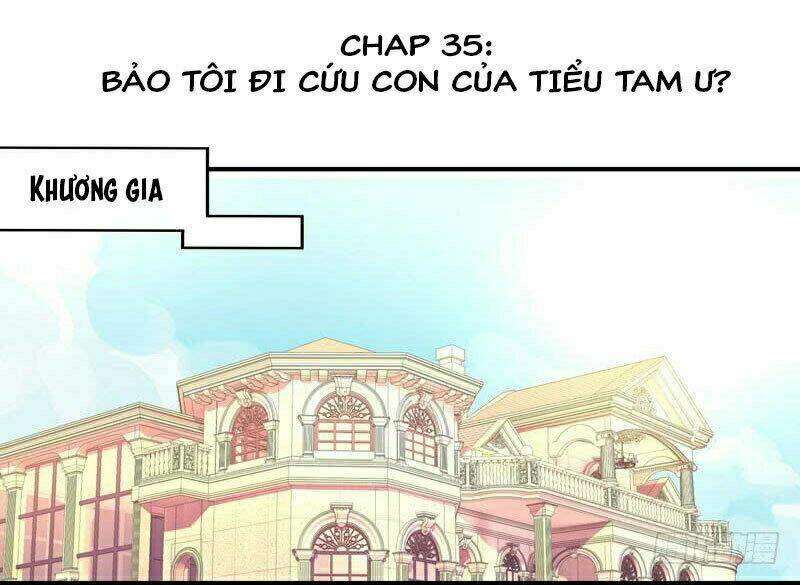 CHAP 35:
BẢO TÔI ĐI CỨU CON CỦA TIỂU TAM Ư?
KHƯƠNG GIA